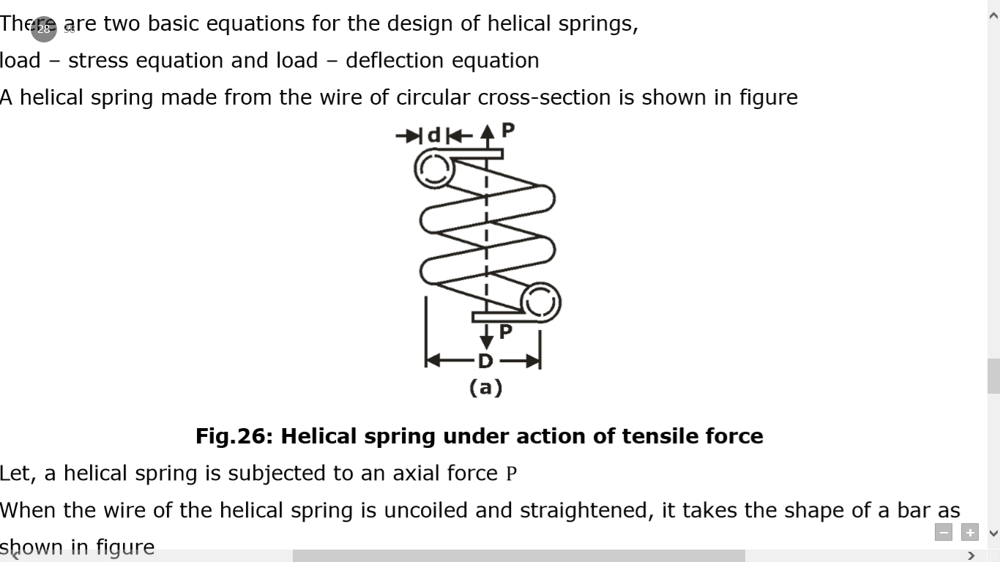 There are two basic equations for the design of helical springs,
28
load – stress equation and load – deflection equation
A helical spring made from the wire of circular cross-section is shown in figure
d P
P
D
(a)
Fig.26: Helical spring under action of tensile force
Let, a helical spring is subjected to an axial force P
When the wire of the helical spring is uncoiled and straightened, it takes the shape of a bar as
shown in figure